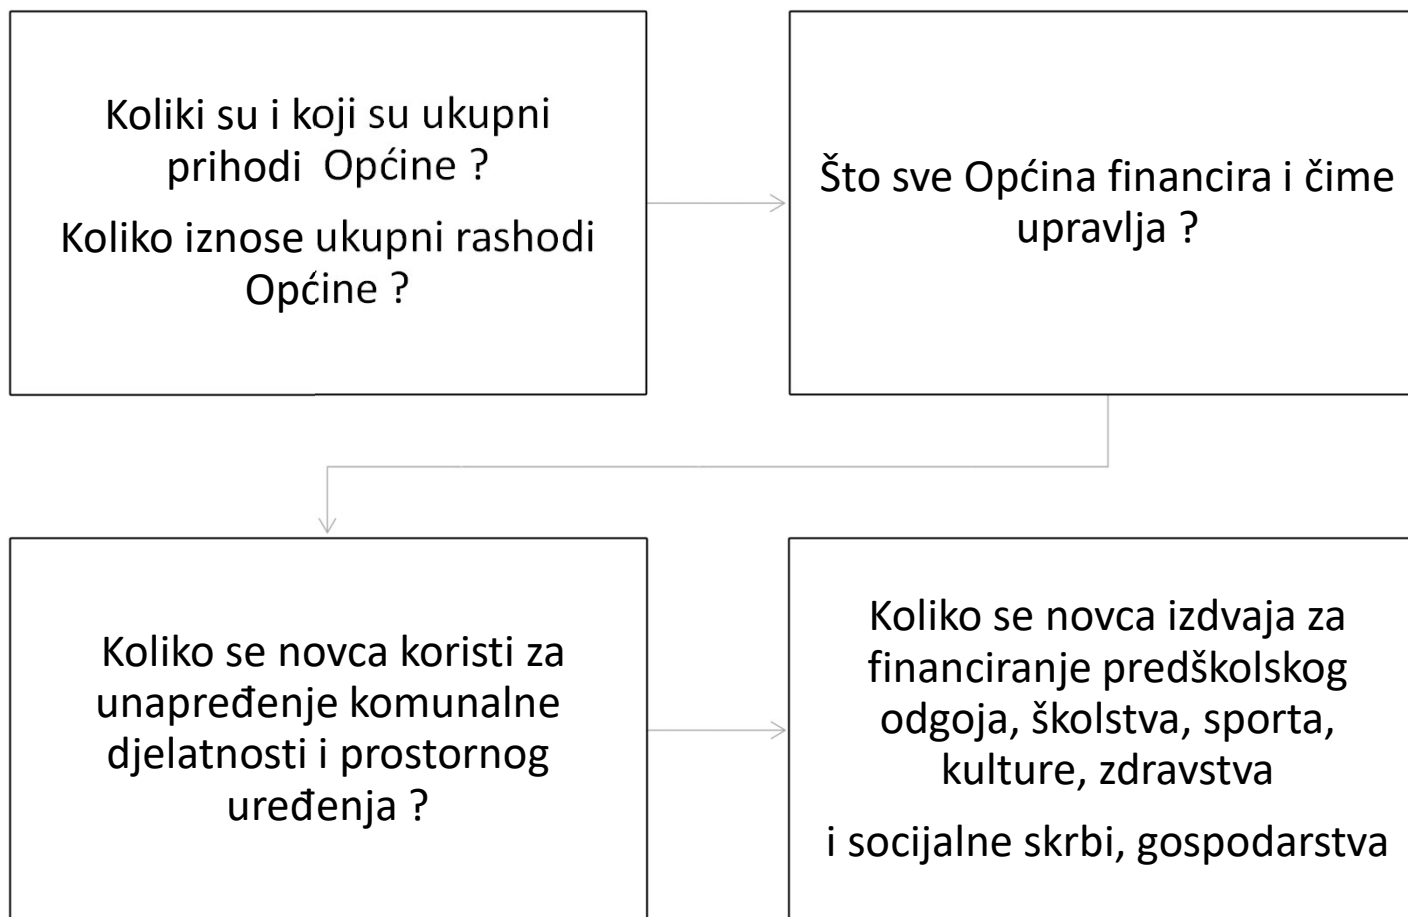 Koliki su i koji su ukupni
prihodi Općine ?
Koliko iznose ukupni rashodi
Općine ?
Što sve Općina financira i čime
upravlja ?
Koliko se novca koristi za
unapređenje komunalne
djelatnosti i prostornog
uređenja ?
Koliko se novca izdvaja za
financiranje predškolskog
odgoja, školstva, sporta,
kulture, zdravstva
i socijalne skrbi, gospodarstva